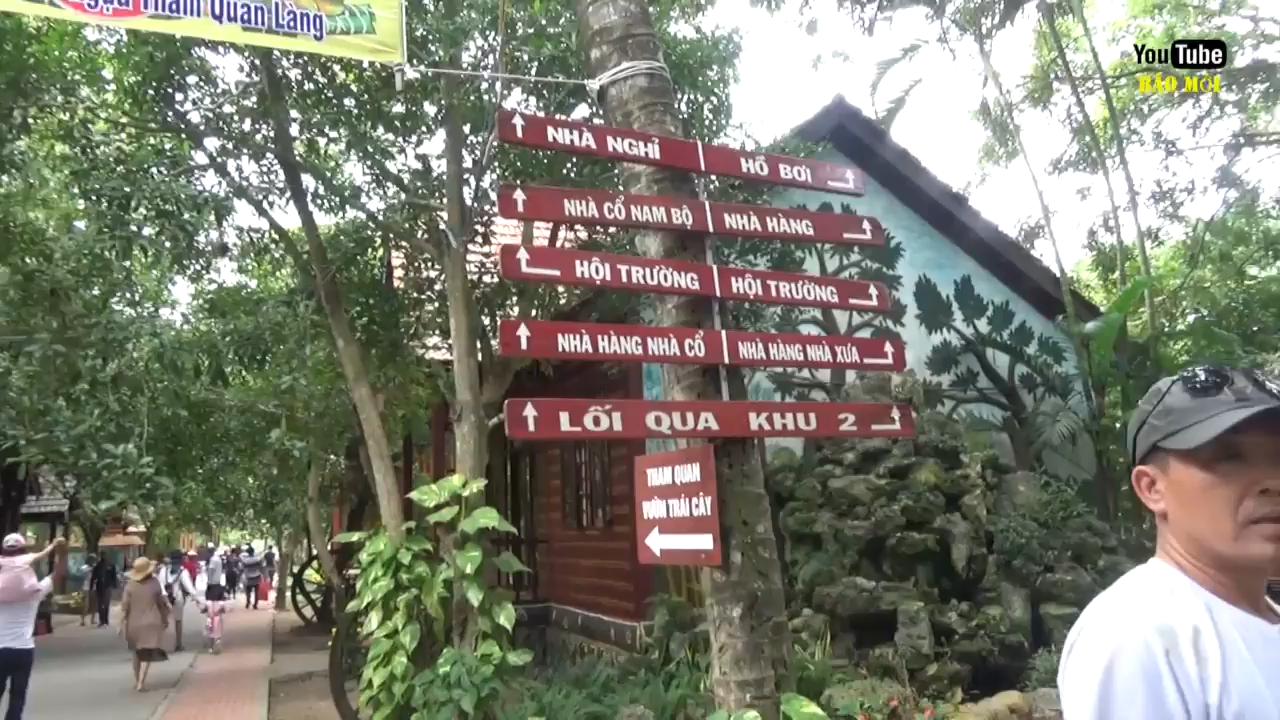 Tham Quan Làng
YouTube
BÁO MỚI
NHÀ NGHỈ HỒ BƠI
NHÀ CỔ NAM BỘ NHÀ HÀNG
HỘI TRƯỜNG HỘI TRƯỜNG
NHÀ HÀNG NHÀ CỔ NHÀ HÀNG NHÀ XƯA
LỐI QUA KHU 2
THAM QUAN
VƯỜN TRÁI CÂY